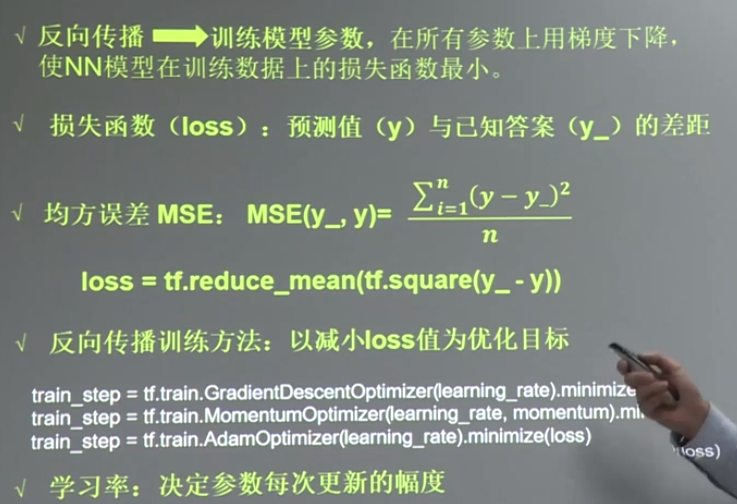 √ 反向传播 训练模型参数，在所有参数上用梯度下降，
使NN模型在训练数据上的损失函数最小。
√ 损失函数（loss）：预测值（y）与已知答案（y_）的差距
√ 均方误差 MSE： MSE(y_, y)= \frac{\sum_{i=1}^{n}(y - y_)^2}{n}
loss = tf.reduce_mean(tf.square(y_ - y))
√ 反向传播训练方法：以减小loss值为优化目标
train_step = tf.train.GradientDescentOptimizer(learning_rate).minimize
train_step = tf.train.MomentumOptimizer(learning_rate, momentum).mi
train_step = tf.train.AdamOptimizer(learning_rate).minimize(loss)
loss)
√ 学习率：决定参数每次更新的幅度